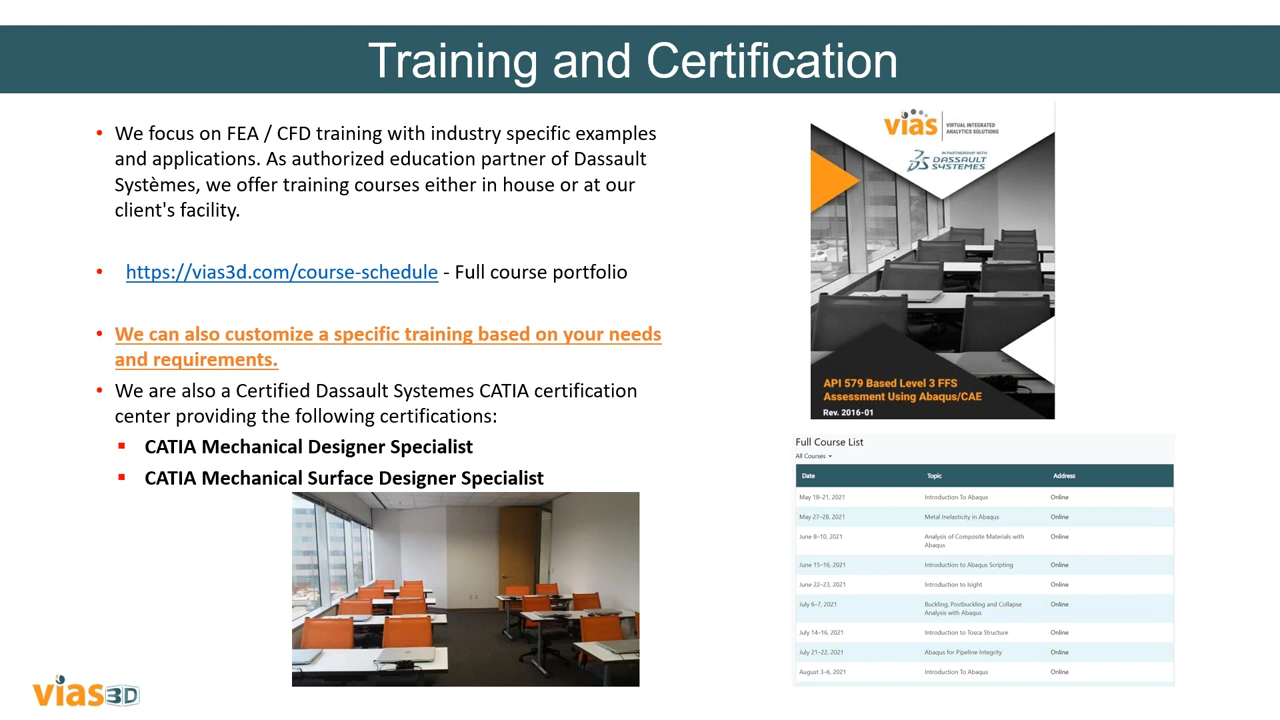 Training and Certification
• We focus on FEA / CFD training with industry specific examples
and applications. As authorized education partner of Dassault
Systèmes, we offer training courses either in house or at our
client's facility.
• https://vias3d.com/course-schedule - Full course portfolio
• We can also customize a specific training based on your needs
and requirements.
• We are also a Certified Dassault Systemes CATIA certification
center providing the following certifications:
▪ CATIA Mechanical Designer Specialist
▪ CATIA Mechanical Surface Designer Specialist
vias3D
vias
VIRTUAL INTEGRATED
ANALYTICS SOLUTIONS
IN PARTNERSHIP WITH
DASSAULT
SYSTEMES
API 579 Based Level 3 FFS
Assessment Using Abaqus/CAE
Rev. 2016-01
Full Course List
All Courses
Date Topic Address
May 18–21, 2021 Introduction To Abaqus Online
May 27–28, 2021 Metal Inelasticity in Abaqus Online
June 8–10, 2021 Analysis of Composite Materials with Online
Abaqus
June 15–16, 2021 Introduction to Abaqus Scripting Online
June 22–23, 2021 Introduction to Isight Online
July 6–7, 2021 Buckling, Postbuckling and Collapse Online
Analysis with Abaqus
July 14–16, 2021 Introduction to Tosca Structure Online
July 21–22, 2021 Abaqus for Pipeline Integrity Online
August 3–6, 2021 Introduction To Abaqus Online